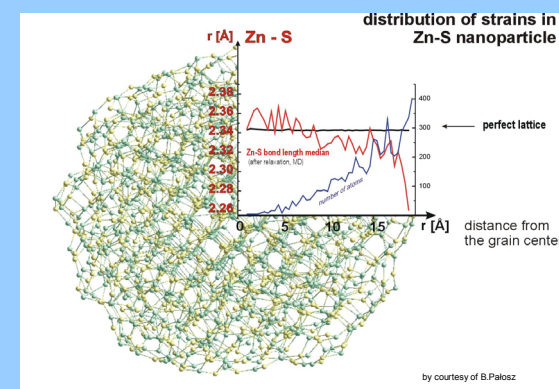 distribution of strains in
Zn-S nanoparticle
r [Å] Zn - S
2.38
2.36
2.34
2.32
2.30
2.28
2.26
400
300
200
100
perfect lattice
Zn-S bond length median
(after relaxation, MD)
number of atoms
0 5 10 15 r [Å]
distance from
the grain cente
by courtesy of B.Pałosz